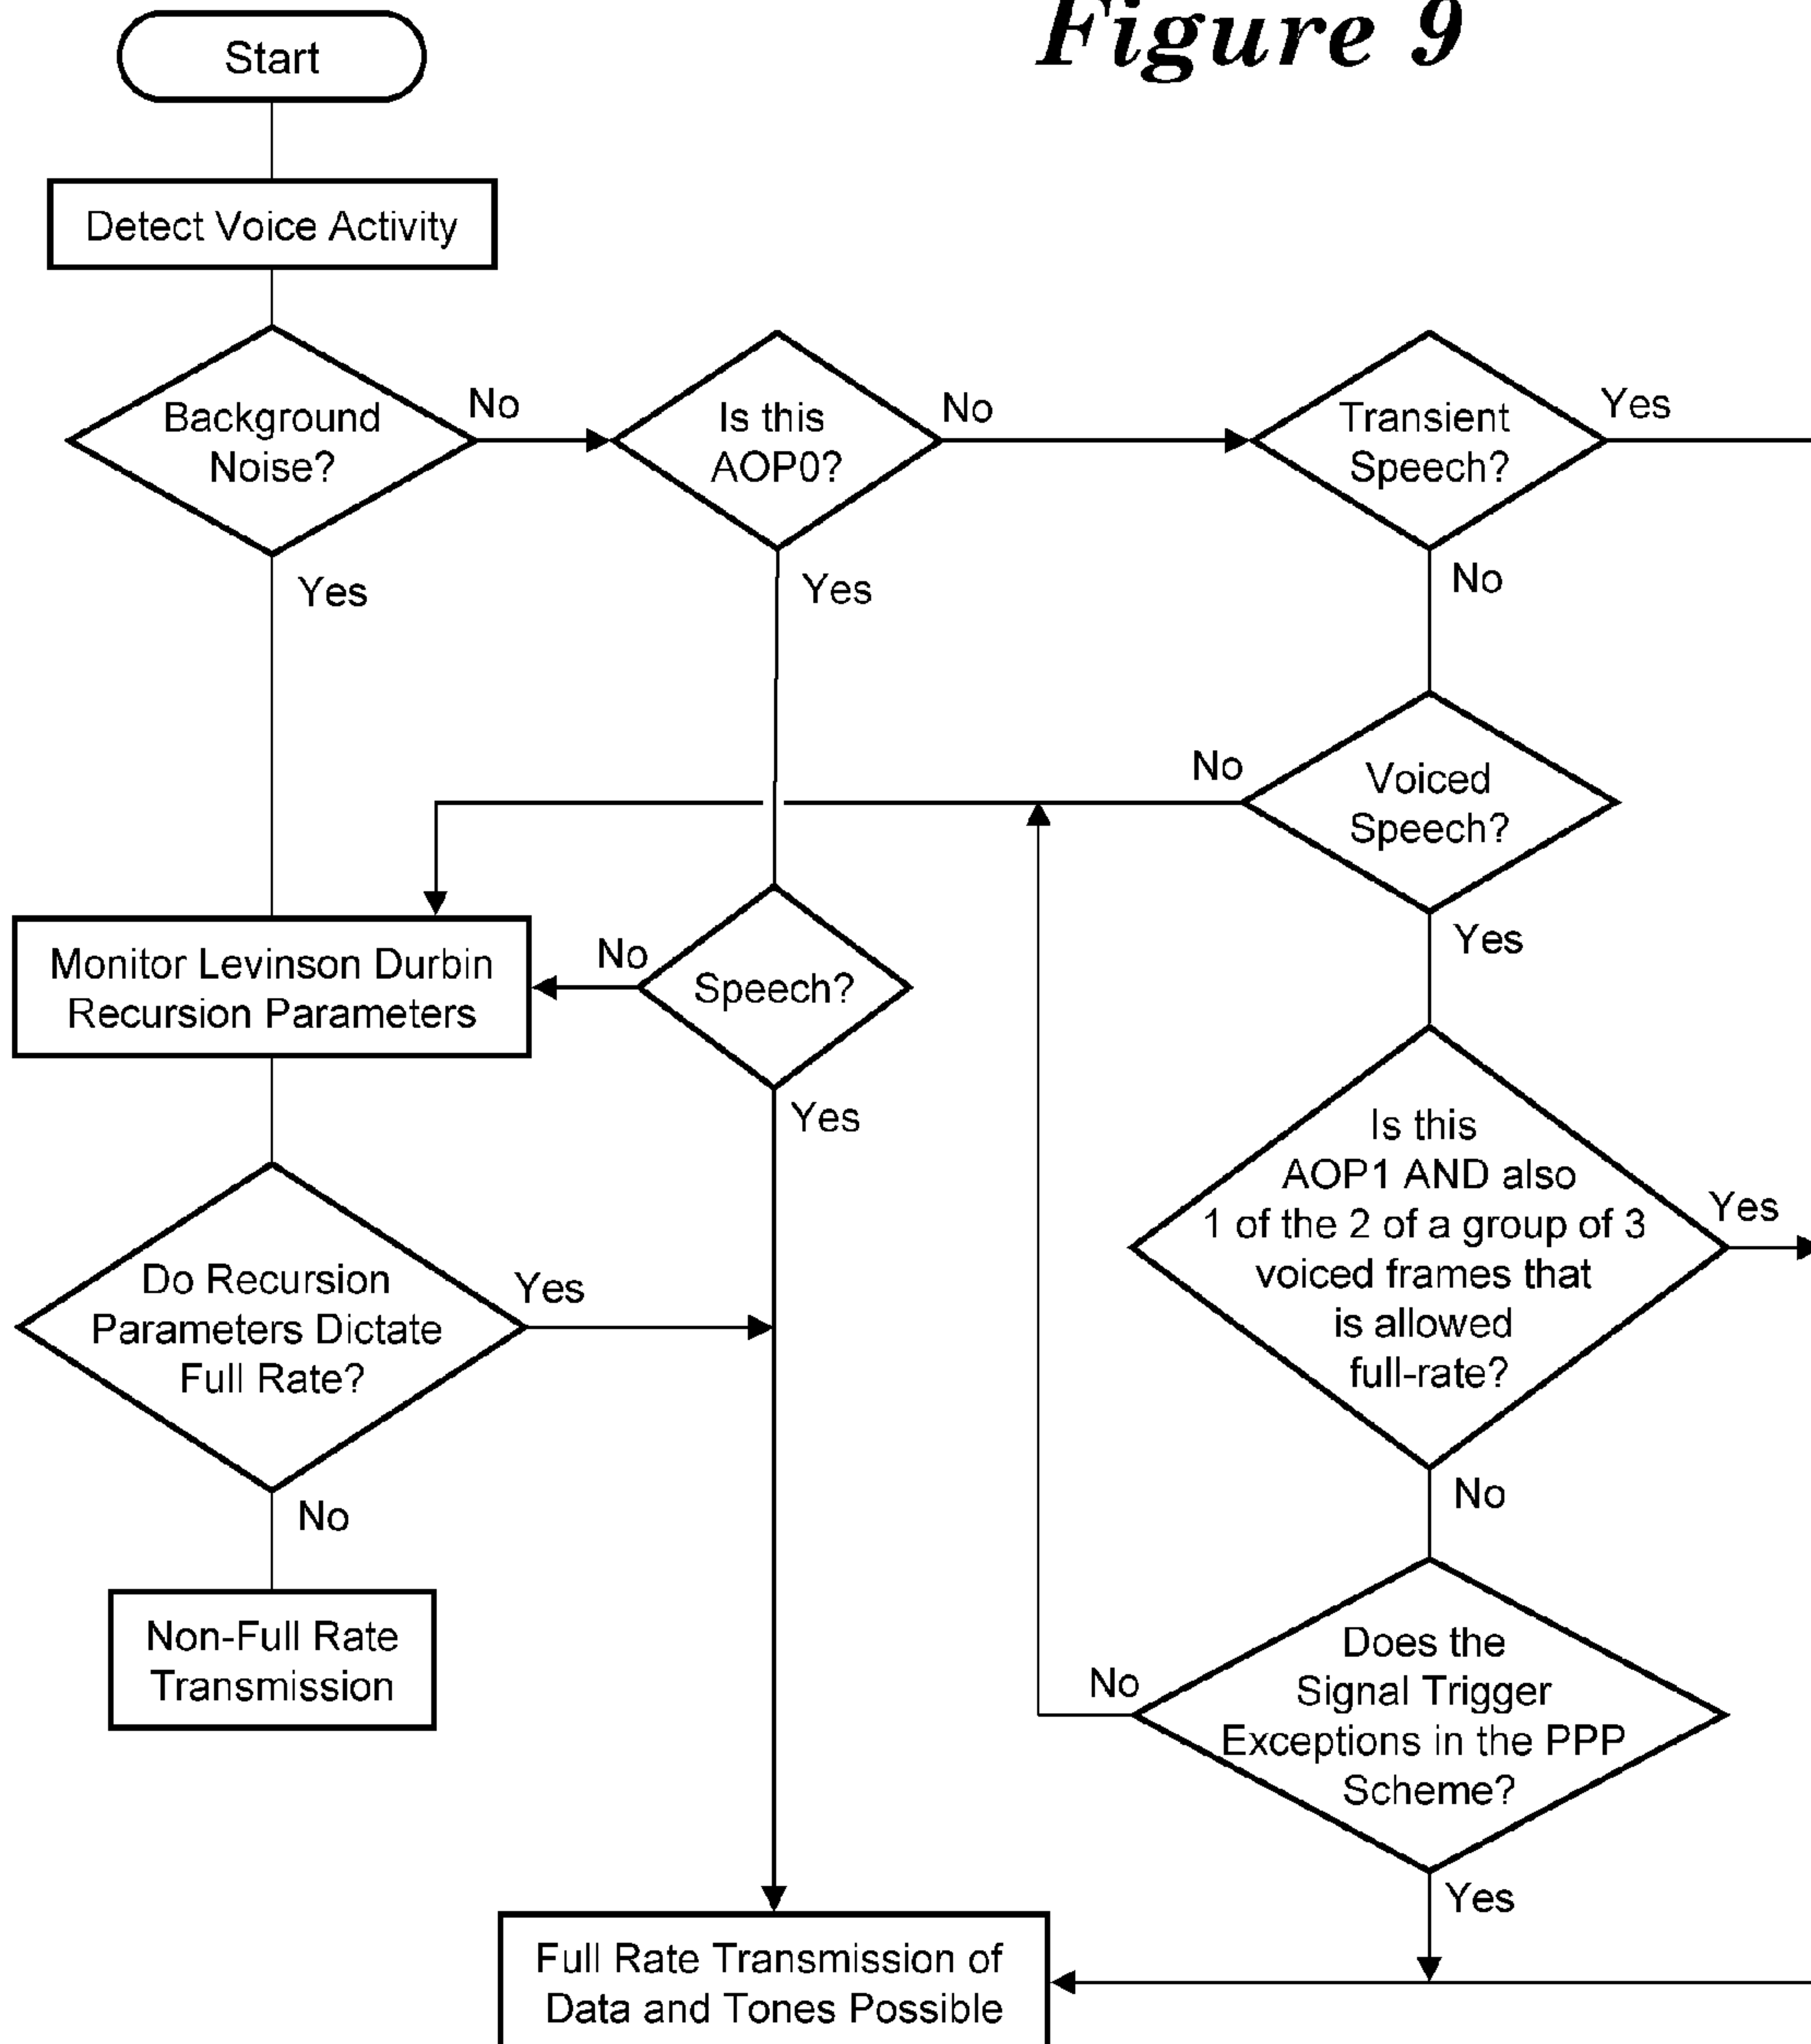 Figure 9
Start
Detect Voice Activity
Background
Noise?
No
Yes
Is this
AOP0?
No
Yes
Transient
Speech?
Yes
No
Voiced
Speech?
No
Yes
Monitor Levinson Durbin
Recursion Parameters
Speech?
No
Yes
Is this
AOP1 AND also
1 of the 2 of a group of 3
voiced frames that
is allowed
full-rate?
Yes
No
Do Recursion
Parameters Dictate
Full Rate?
Yes
No
Non-Full Rate
Transmission
Does the
Signal Trigger
Exceptions in the PPP
Scheme?
No
Yes
Full Rate Transmission of
Data and Tones Possible